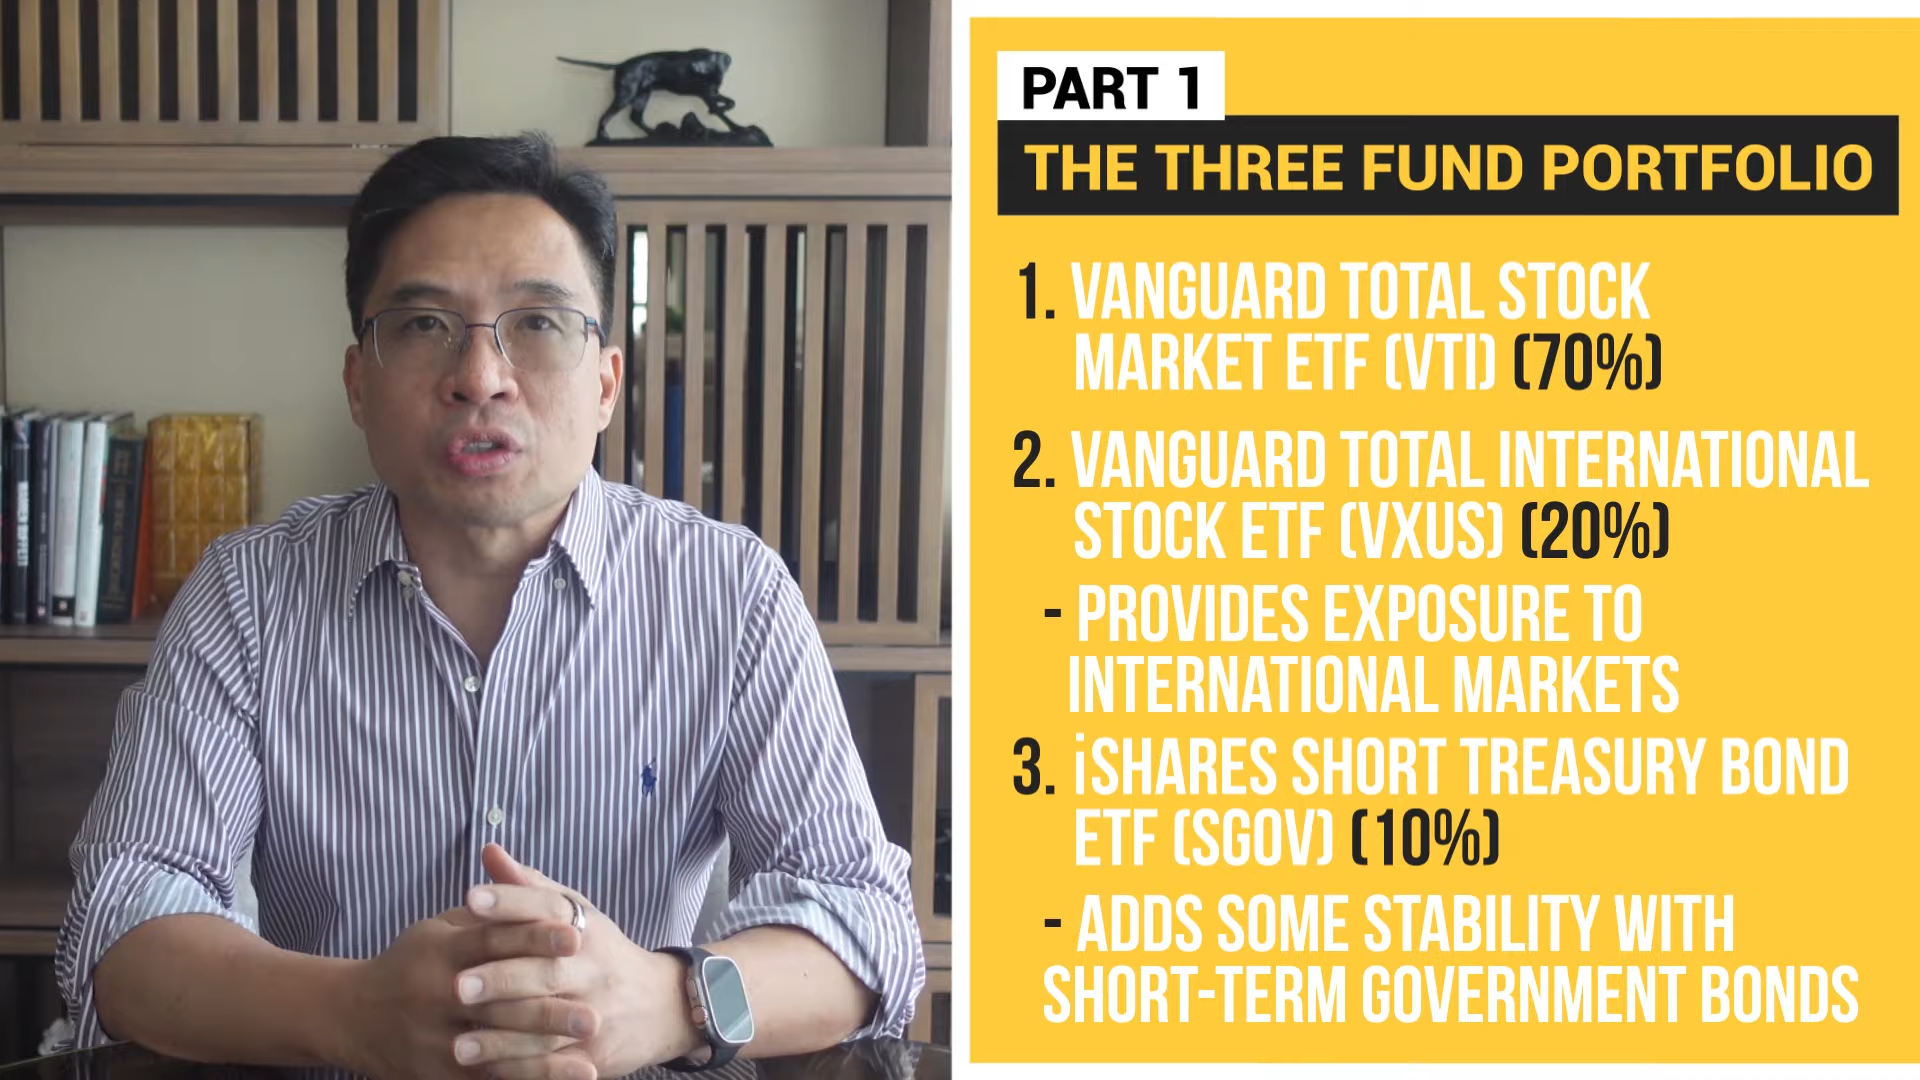 PART 1
THE THREE FUND PORTFOLIO
1. VANGUARD TOTAL STOCK
MARKET ETF (VTI) (70%)
2. VANGUARD TOTAL INTERNATIONAL
STOCK ETF (VXUS) (20%)
- PROVIDES EXPOSURE TO
INTERNATIONAL MARKETS
3. iSHARES SHORT TREASURY BOND
ETF (SGOV) (10%)
- ADDS SOME STABILITY WITH
SHORT-TERM GOVERNMENT BONDS